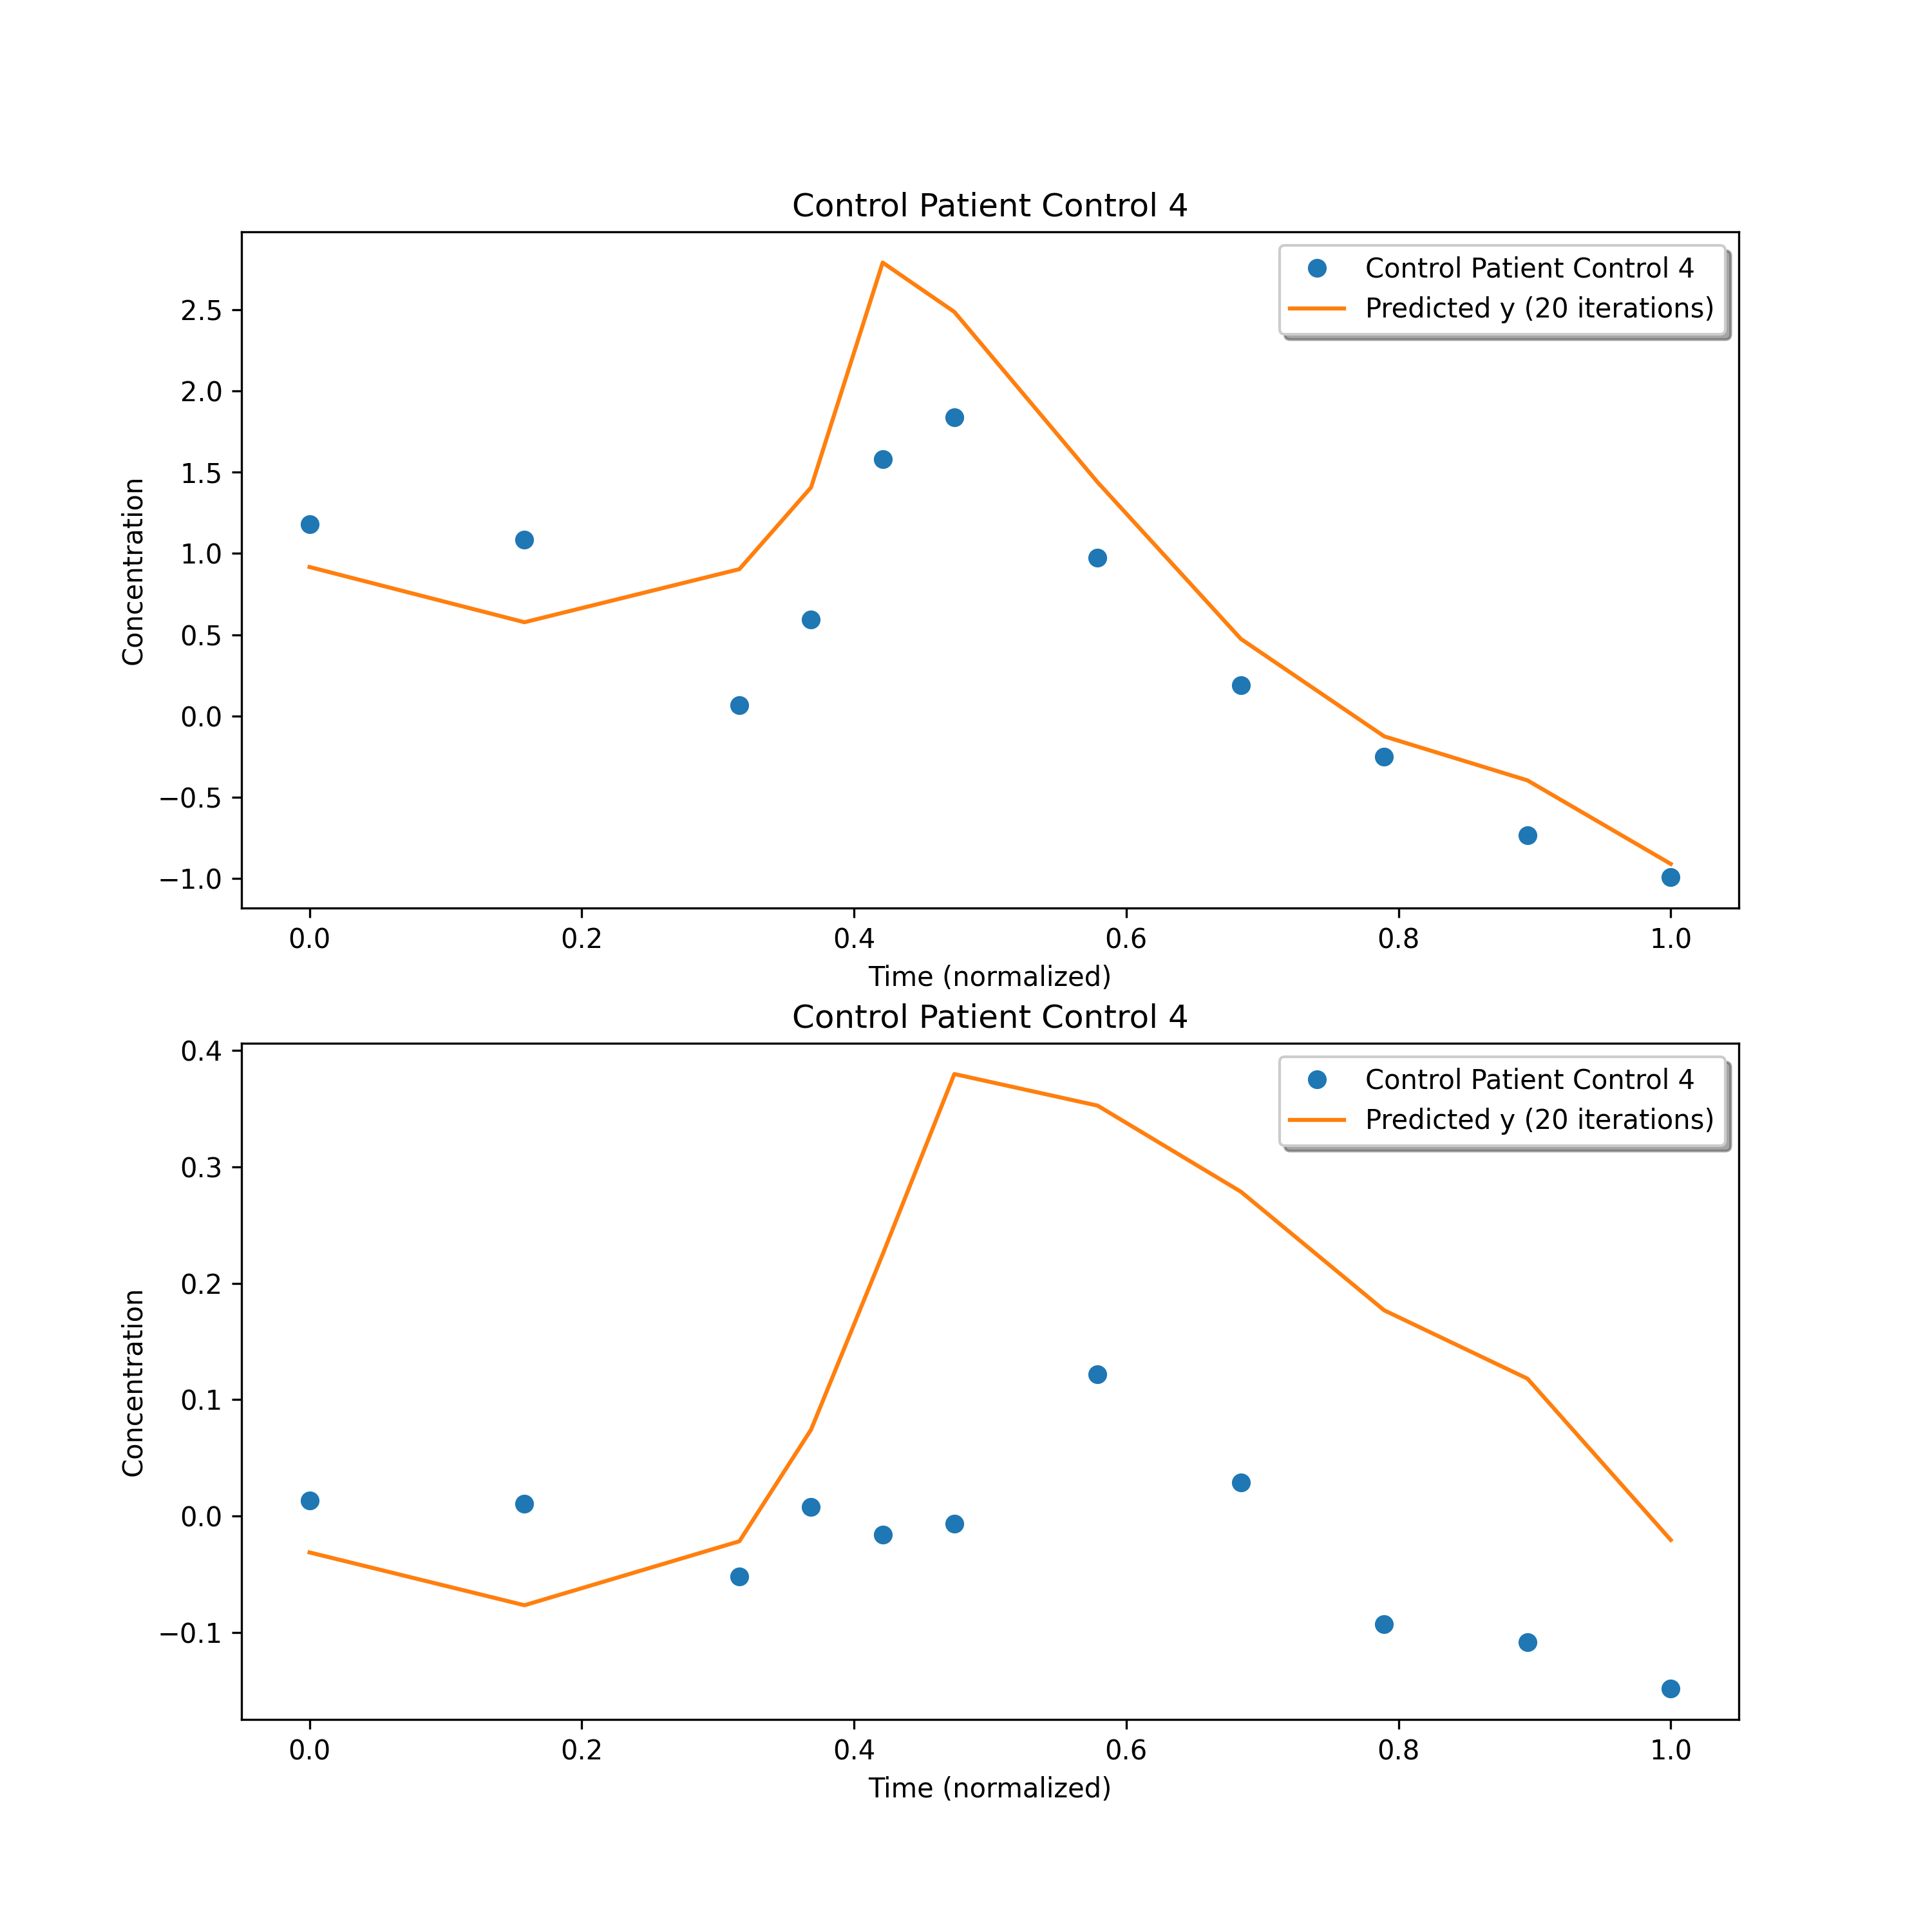 Control Patient Control 4
Control Patient Control 4
Predicted y (20 iterations)
2.5
2.0
1.5
1.0
0.5
0.0
−0.5
−1.0
Concentration
0.0 0.2 0.4 0.6 0.8 1.0
Time (normalized)
Control Patient Control 4
Control Patient Control 4
Predicted y (20 iterations)
0.4
0.3
0.2
0.1
0.0
−0.1
Concentration
0.0 0.2 0.4 0.6 0.8 1.0
Time (normalized)